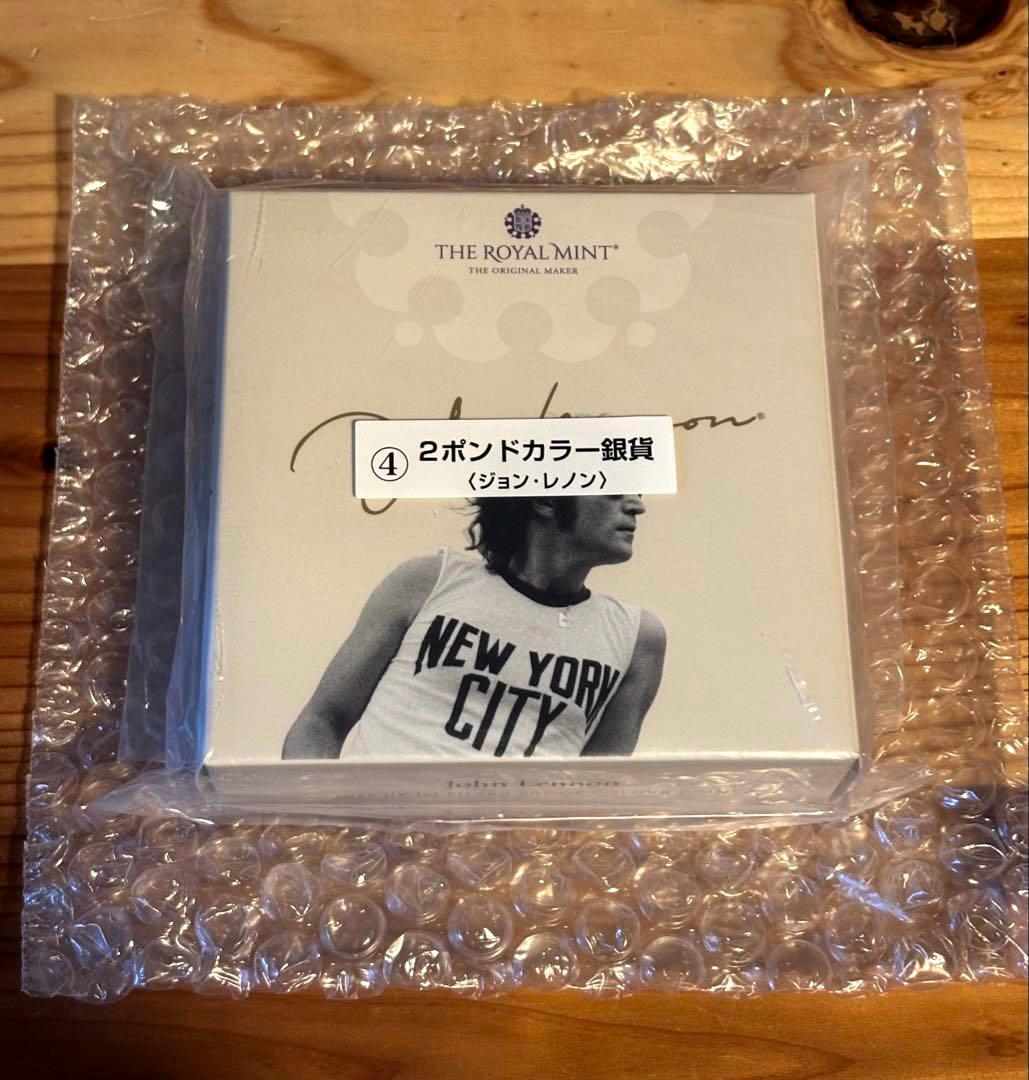 THE ROYAL MINT®
THE ORIGINAL MAKER
④ 2ポンドカラー銀貨
〈ジョン・レノン〉
NEW YORK
CITY
John Lennon